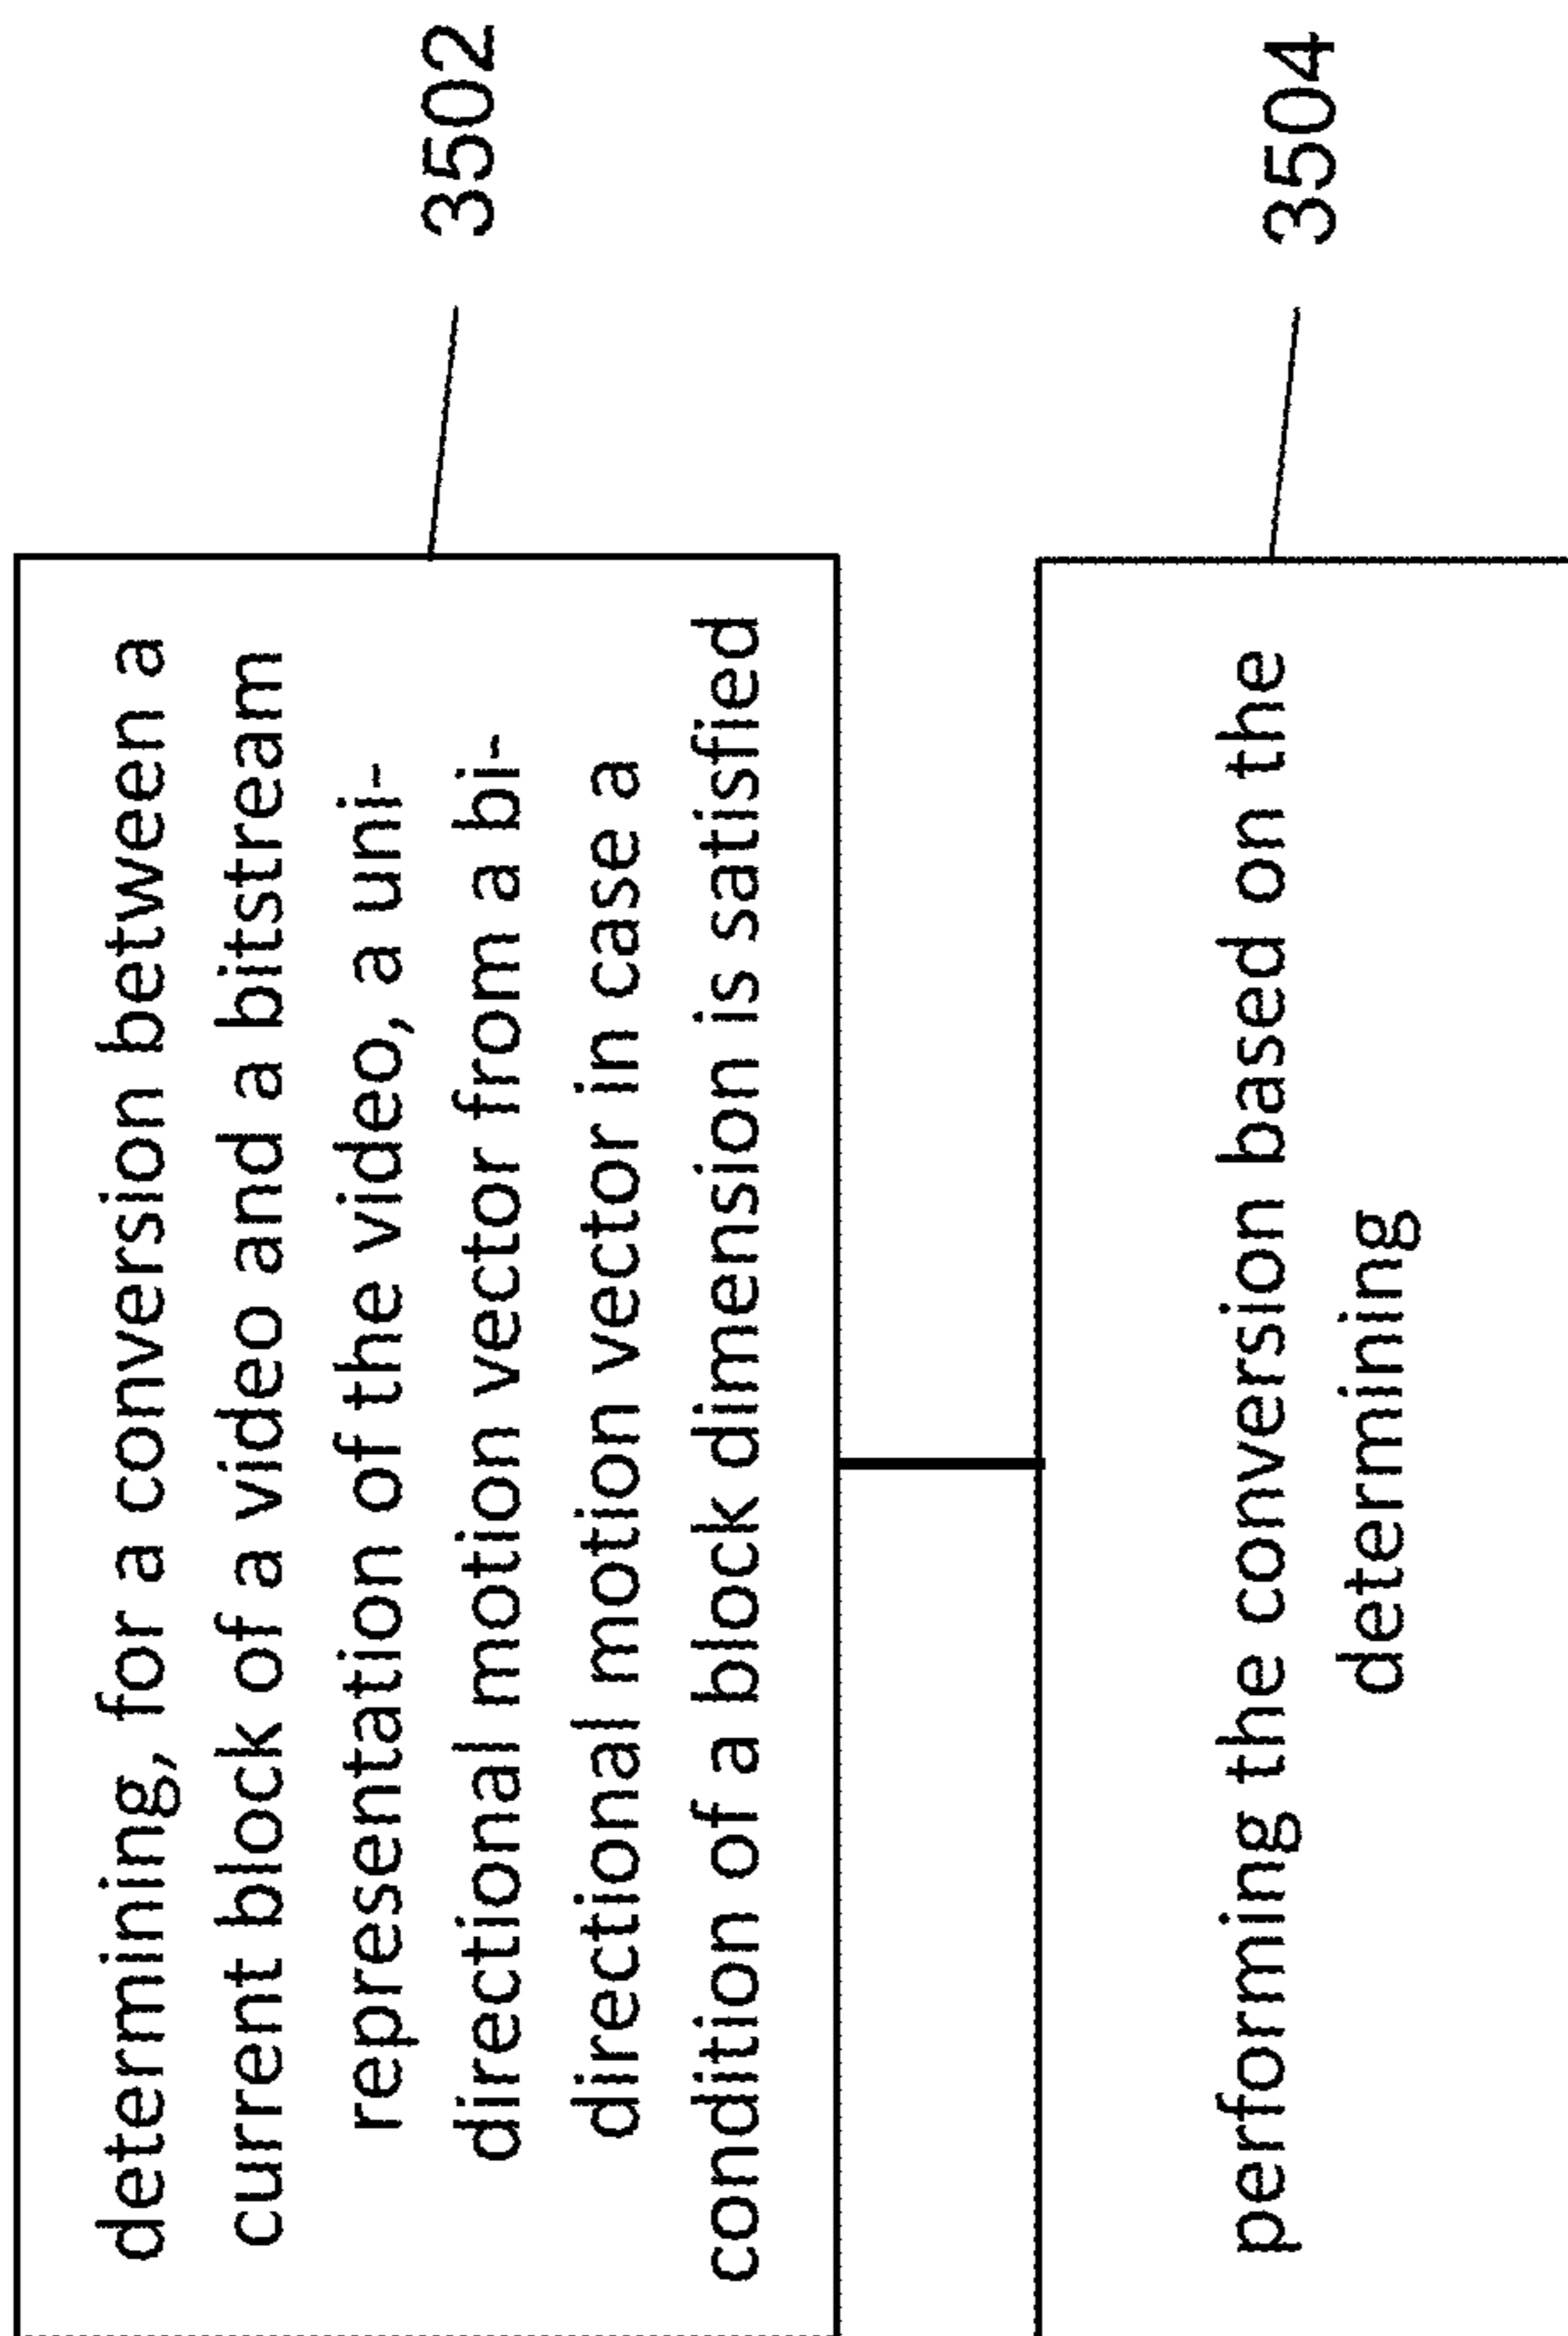 determining, for a conversion between a
current block of a video and a bitstream
representation of the video, a uni-
directional motion vector from a bi-
directional motion vector in case a
condition of a block dimension is satisfied
3502
performing the conversion based on the
determining
3504